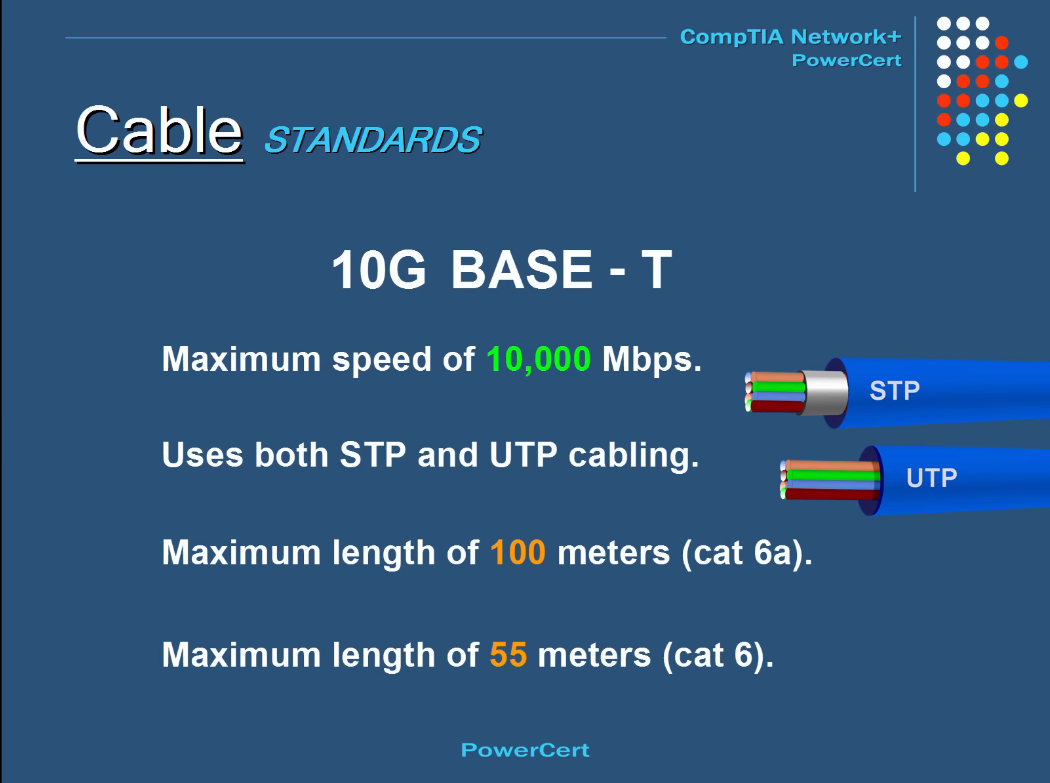 CompTIA Network+
PowerCert
Cable STANDARDS
10G BASE - T
Maximum speed of 10,000 Mbps.
STP
Uses both STP and UTP cabling.
UTP
Maximum length of 100 meters (cat 6a).
Maximum length of 55 meters (cat 6).
PowerCert